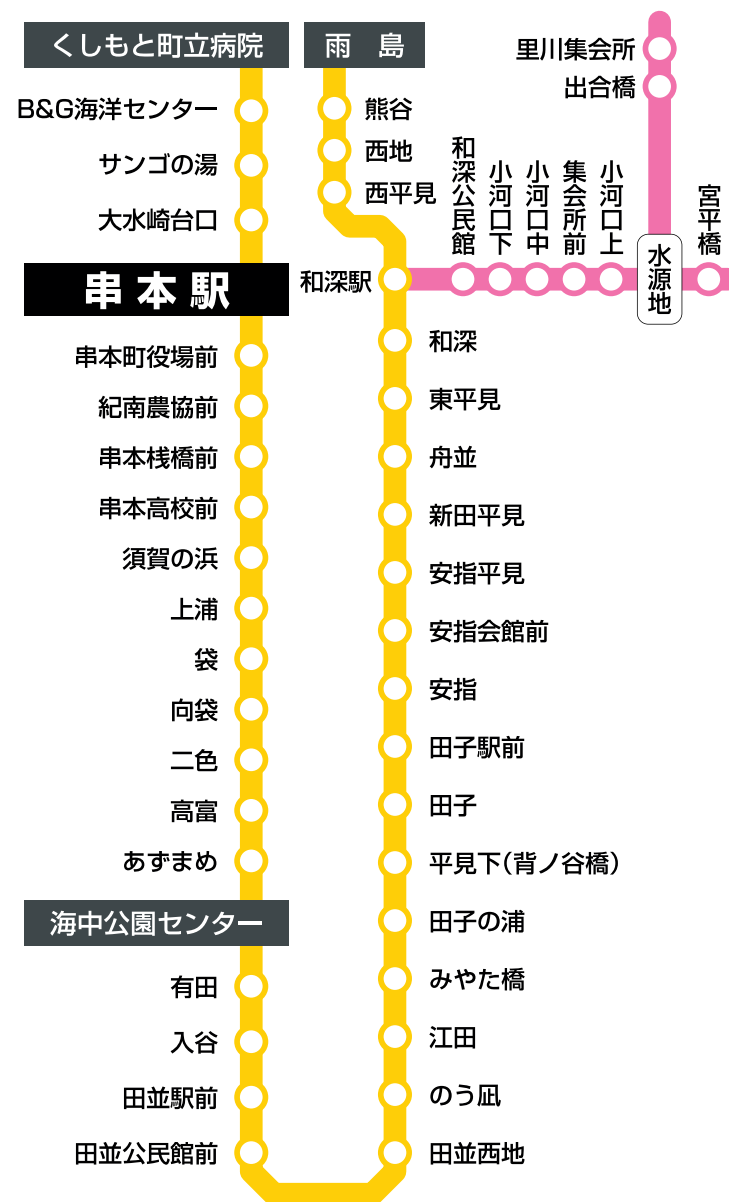 くしもと町立病院
B&G海洋センター
サンゴの湯
大水崎台口
串本駅
串本町役場前
紀南農協前
串本桟橋前
串本高校前
須賀の浜
上浦
袋
向袋
二色
高富
あずまめ
海中公園センター
有田
入谷
田並駅前
田並公民館前
雨島
熊谷
西地
西平見
和深駅
和深
東平見
舟並
新田平見
安指平見
安指会館前
安指
田子駅前
田子
平見下(背ノ谷橋)
田子の浦
みやた橋
江田
のう凪
田並西地
里川集会所
出合橋
和深公民館
小河口下
小河口中
集会所前
小河口上
水源地
宮平橋